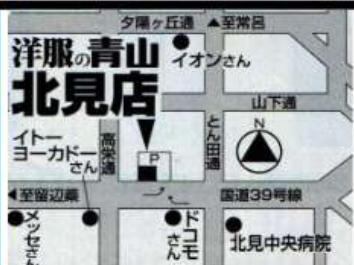 夕陽ヶ丘通 ▲至常呂
洋服の青山
北見店
イオンさん
山下通
イトー
ヨーカドー
さん
高栄通
P
とん田通
N
◀至留辺蘂
国道39号線
メッセさん
ドコモさん
北見中央病院